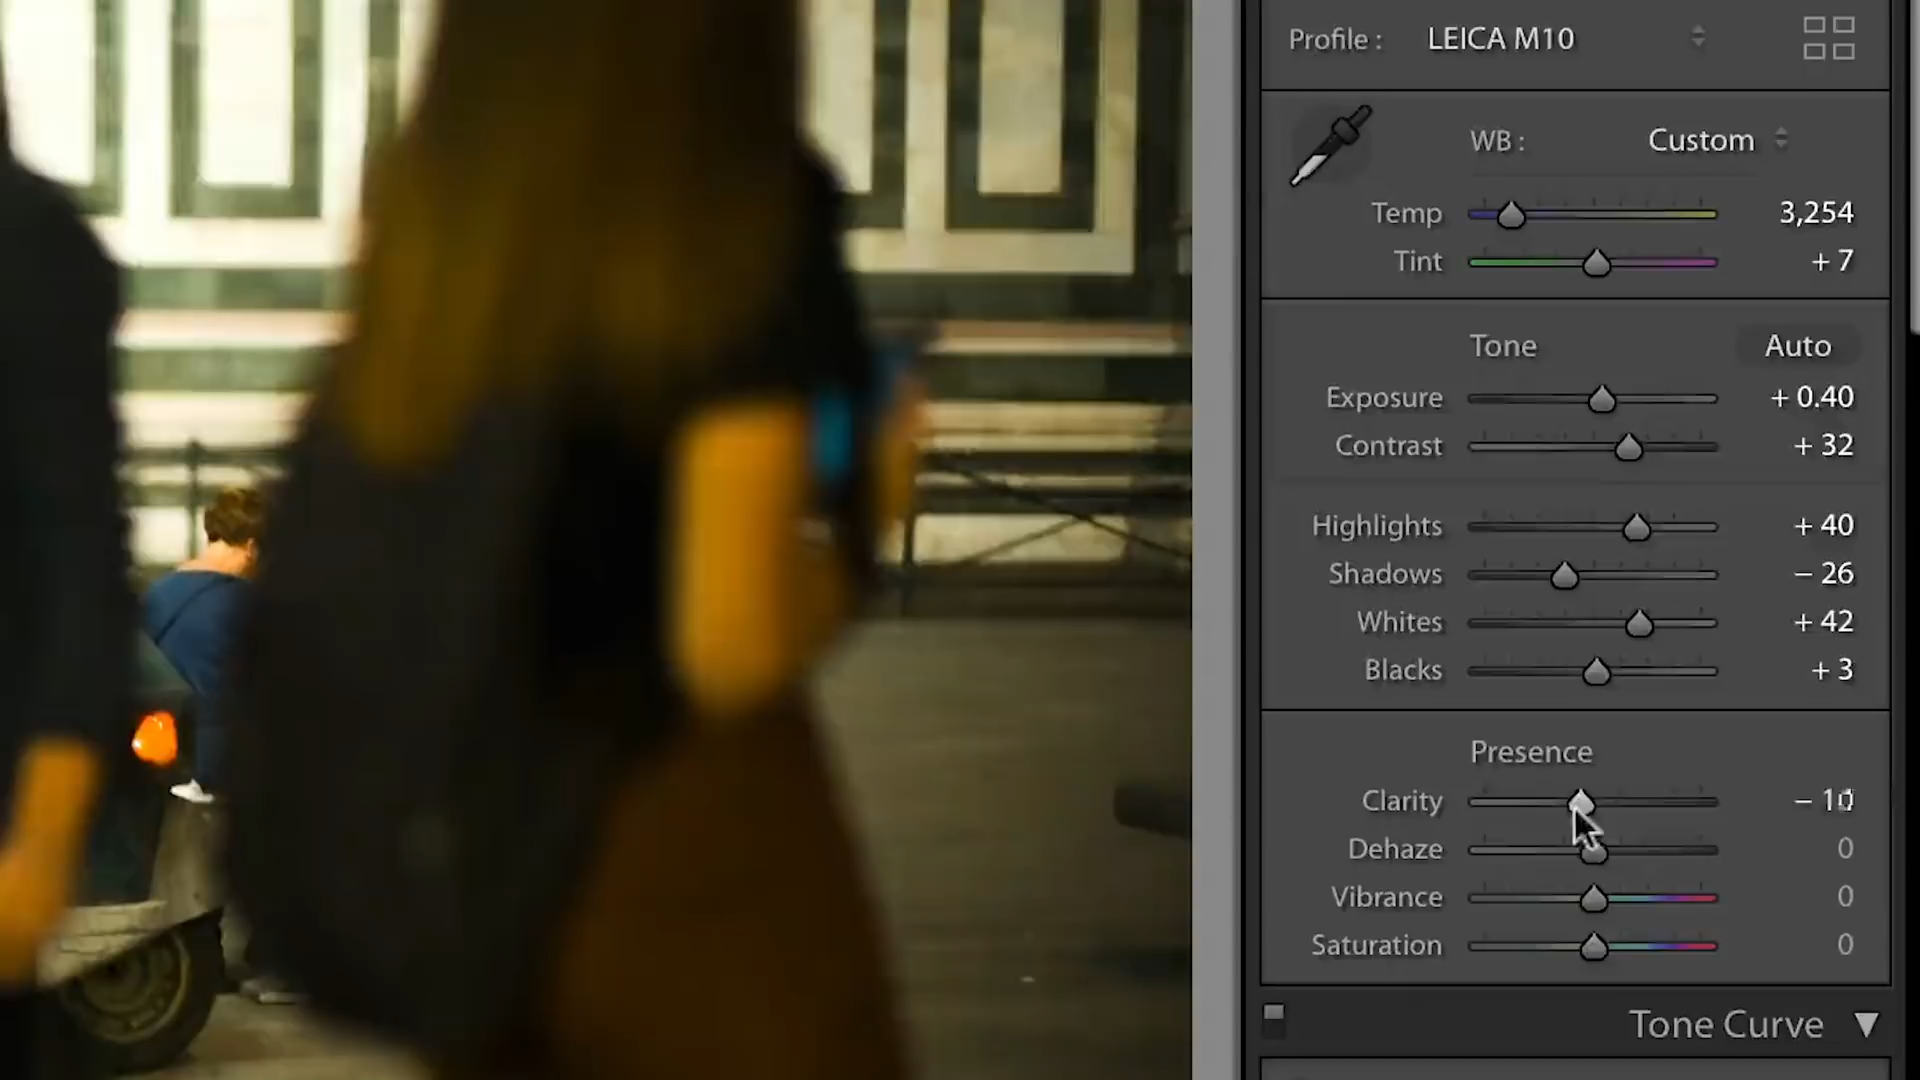 Profile : LEICA M10
WB : Custom
Temp 3,254
Tint + 7
Tone Auto
Exposure + 0.40
Contrast + 32
Highlights + 40
Shadows – 26
Whites + 42
Blacks + 3
Presence
Clarity – 10
Dehaze 0
Vibrance 0
Saturation 0
Tone Curve